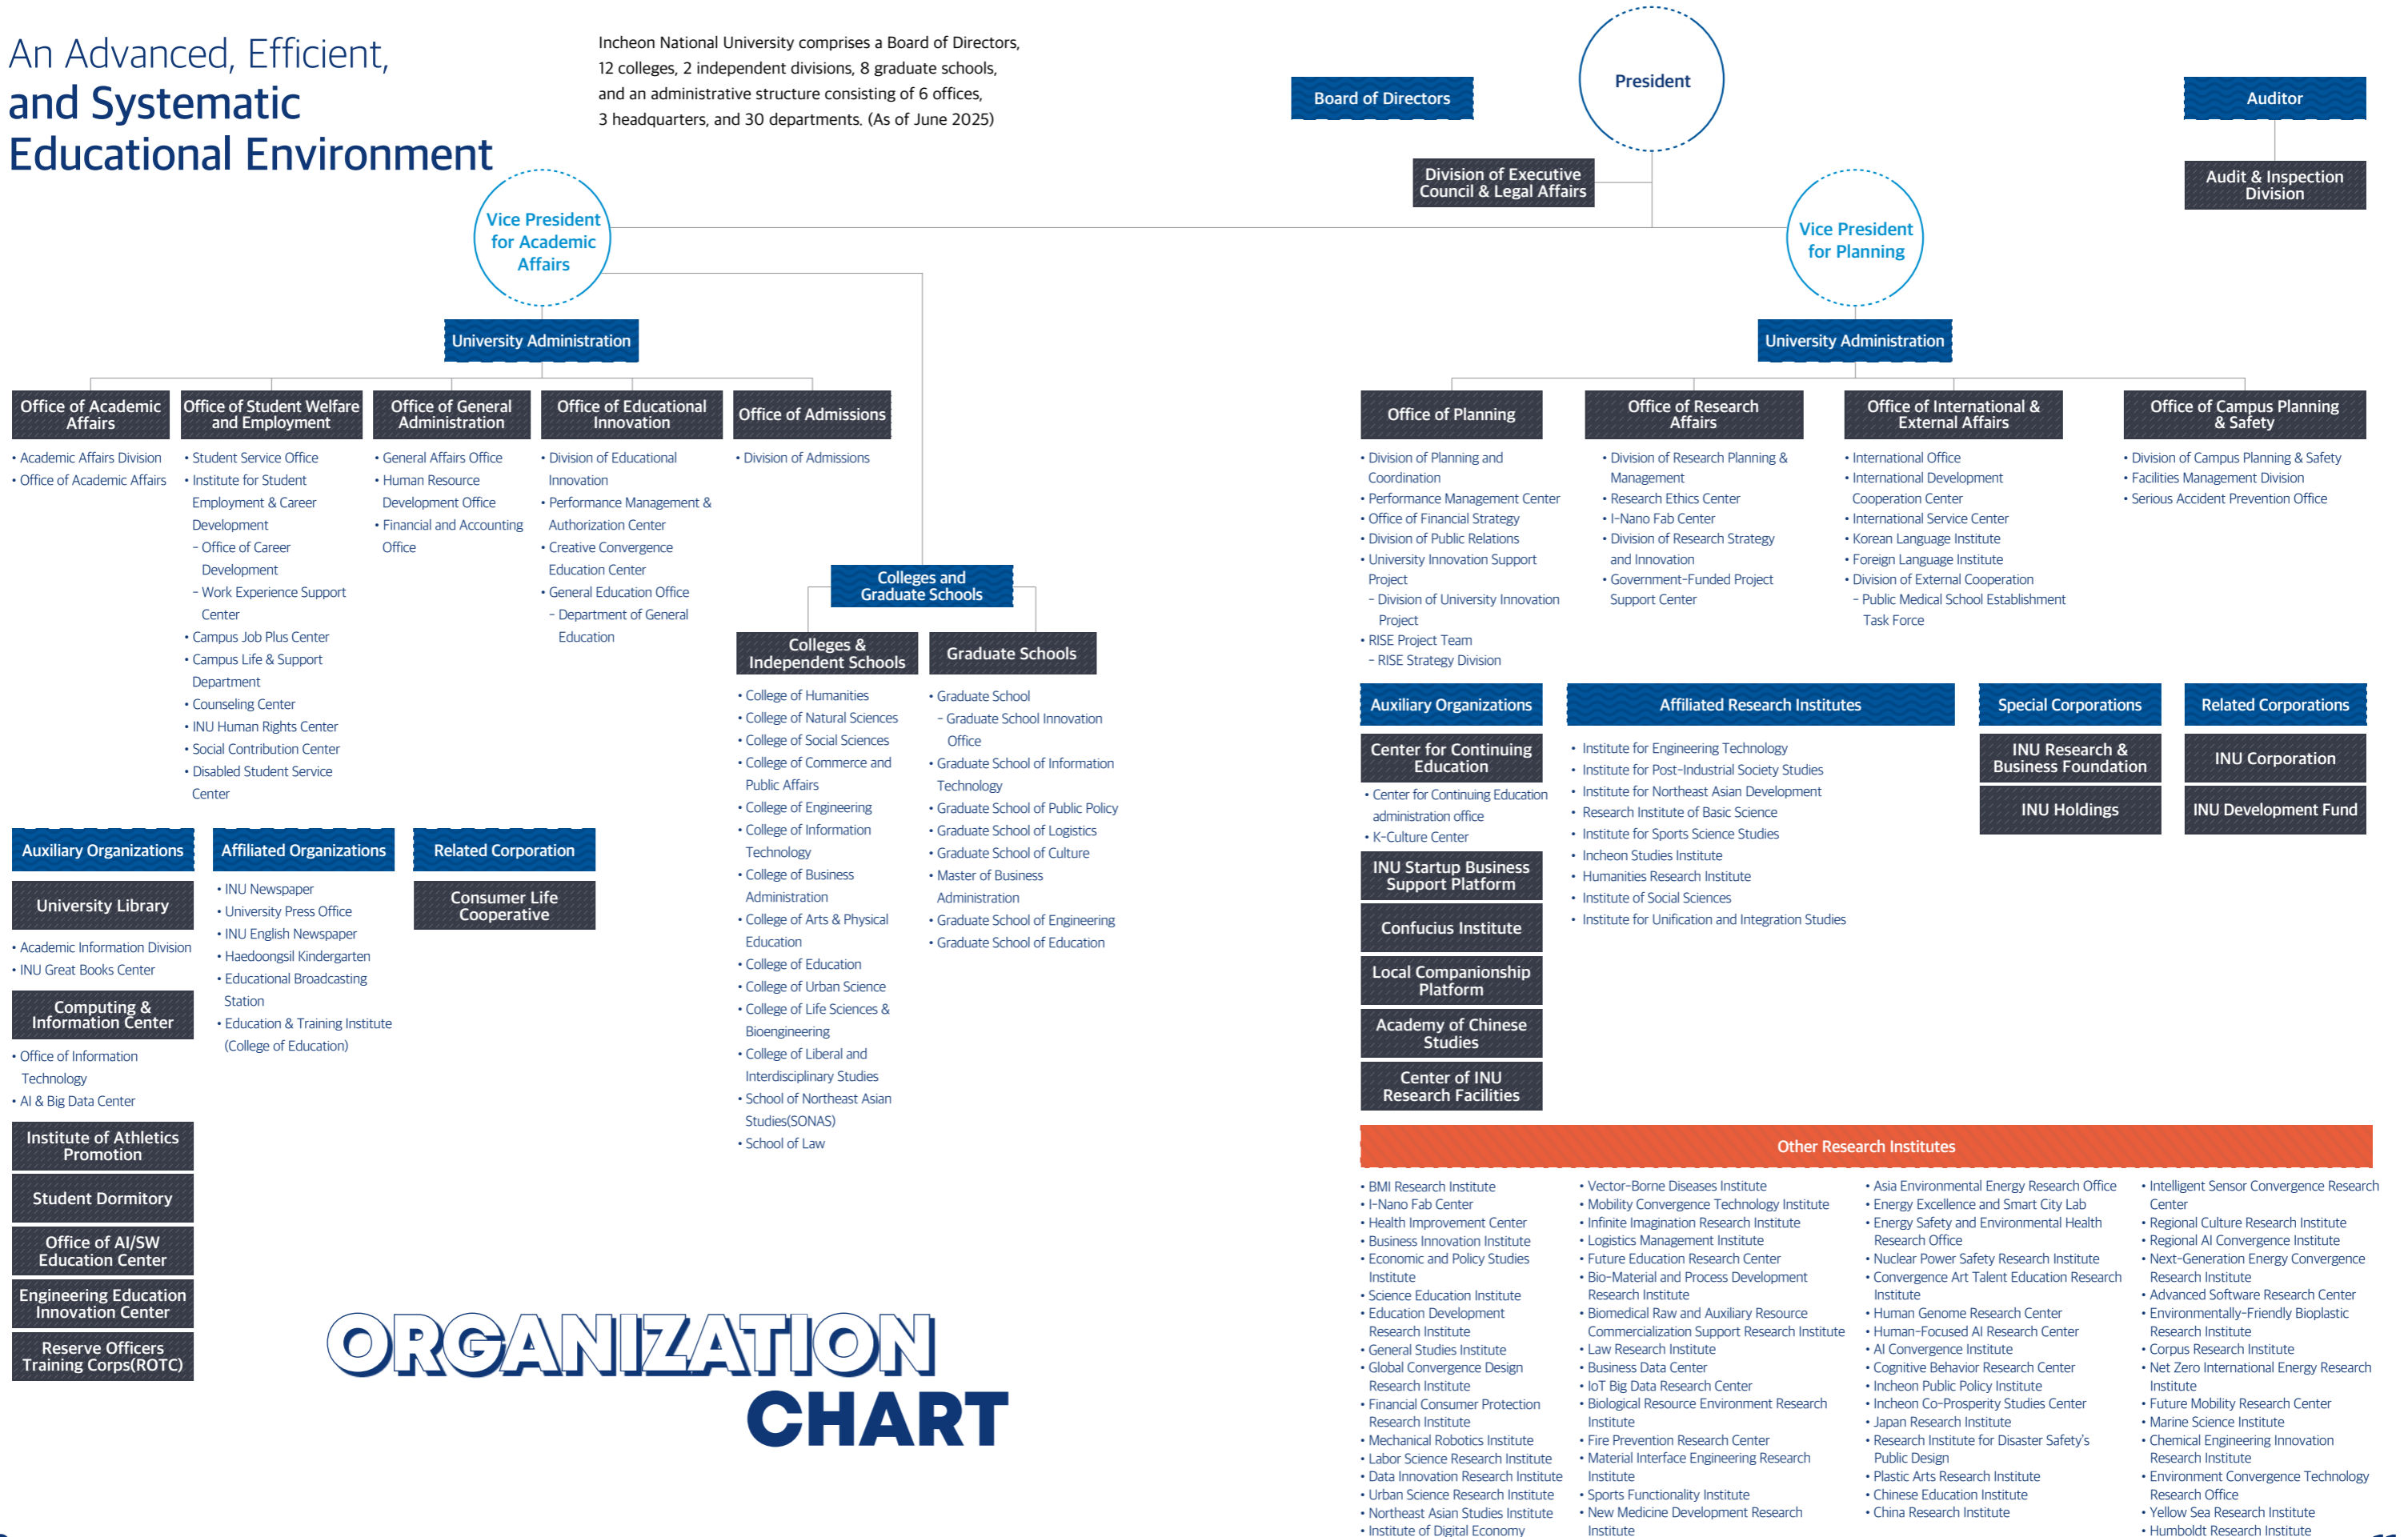 An Advanced, Efficient,
and Systematic
Educational Environment
Incheon National University comprises a Board of Directors,
12 colleges, 2 independent divisions, 8 graduate schools,
and an administrative structure consisting of 6 offices,
3 headquarters, and 30 departments. (As of June 2025)
Board of Directors
President
Auditor
Division of Executive
Council & Legal Affairs
Audit & Inspection
Division
Vice President
for Academic
Affairs
Vice President
for Planning
University Administration
Office of Academic
Affairs
• Academic Affairs Division
• Office of Academic Affairs
Office of Student Welfare
and Employment
• Student Service Office
• Institute for Student
Employment & Career
Development
- Office of Career
Development
- Work Experience Support
Center
• Campus Job Plus Center
• Campus Life & Support
Department
• Counseling Center
• INU Human Rights Center
• Social Contribution Center
• Disabled Student Service
Center
Office of General
Administration
• General Affairs Office
• Human Resource
Development Office
• Financial and Accounting
Office
Office of Educational
Innovation
• Division of Educational
Innovation
• Performance Management &
Authorization Center
• Creative Convergence
Education Center
• General Education Office
- Department of General
Education
Office of Admissions
• Division of Admissions
Colleges and
Graduate Schools
Colleges &
Independent Schools
• College of Humanities
• College of Natural Sciences
• College of Social Sciences
• College of Commerce and
Public Affairs
• College of Engineering
• College of Information
Technology
• College of Business
Administration
• College of Arts & Physical
Education
• College of Education
• College of Urban Science
• College of Life Sciences &
Bioengineering
• College of Liberal and
Interdisciplinary Studies
• School of Northeast Asian
Studies(SONAS)
• School of Law
Graduate Schools
• Graduate School
- Graduate School Innovation
Office
• Graduate School of Information
Technology
• Graduate School of Public Policy
• Graduate School of Logistics
• Graduate School of Culture
• Master of Business
Administration
• Graduate School of Engineering
• Graduate School of Education
Auxiliary Organizations
University Library
• Academic Information Division
• INU Great Books Center
Computing &
Information Center
• Office of Information
Technology
• AI & Big Data Center
Institute of Athletics
Promotion
Student Dormitory
Office of AI/SW
Education Center
Engineering Education
Innovation Center
Reserve Officers
Training Corps(ROTC)
Affiliated Organizations
• INU Newspaper
• University Press Office
• INU English Newspaper
• Haedoongsil Kindergarten
• Educational Broadcasting
Station
• Education & Training Institute
(College of Education)
Related Corporation
Consumer Life
Cooperative
ORGANIZATION
CHART
University Administration
Office of Planning
• Division of Planning and
Coordination
• Performance Management Center
• Office of Financial Strategy
• Division of Public Relations
• University Innovation Support
Project
- Division of University Innovation
Project
• RISE Project Team
- RISE Strategy Division
Office of Research
Affairs
• Division of Research Planning &
Management
• Research Ethics Center
• I-Nano Fab Center
• Division of Research Strategy
and Innovation
• Government-Funded Project
Support Center
Office of International &
External Affairs
• International Office
• International Development
Cooperation Center
• International Service Center
• Korean Language Institute
• Foreign Language Institute
• Division of External Cooperation
- Public Medical School Establishment
Task Force
Office of Campus Planning
& Safety
• Division of Campus Planning & Safety
• Facilities Management Division
• Serious Accident Prevention Office
Auxiliary Organizations
Center for Continuing
Education
• Center for Continuing Education
administration office
• K-Culture Center
INU Startup Business
Support Platform
Confucius Institute
Local Companionship
Platform
Academy of Chinese
Studies
Center of INU
Research Facilities
Affiliated Research Institutes
• Institute for Engineering Technology
• Institute for Post-Industrial Society Studies
• Institute for Northeast Asian Development
• Research Institute of Basic Science
• Institute for Sports Science Studies
• Incheon Studies Institute
• Humanities Research Institute
• Institute of Social Sciences
• Institute for Unification and Integration Studies
Special Corporations
INU Research &
Business Foundation
INU Holdings
Related Corporations
INU Corporation
INU Development Fund
Other Research Institutes
• BMI Research Institute
• I-Nano Fab Center
• Health Improvement Center
• Business Innovation Institute
• Economic and Policy Studies
Institute
• Science Education Institute
• Education Development
Research Institute
• General Studies Institute
• Global Convergence Design
Research Institute
• Financial Consumer Protection
Research Institute
• Mechanical Robotics Institute
• Labor Science Research Institute
• Data Innovation Research Institute
• Urban Science Research Institute
• Northeast Asian Studies Institute
• Institute of Digital Economy
• Vector-Borne Diseases Institute
• Mobility Convergence Technology Institute
• Infinite Imagination Research Institute
• Logistics Management Institute
• Future Education Research Center
• Bio-Material and Process Development
Research Institute
• Biomedical Raw and Auxiliary Resource
Commercialization Support Research Institute
• Law Research Institute
• Business Data Center
• IoT Big Data Research Center
• Biological Resource Environment Research
Institute
• Fire Prevention Research Center
• Material Interface Engineering Research
Institute
• Sports Functionality Institute
• New Medicine Development Research
Institute
• Asia Environmental Energy Research Office
• Energy Excellence and Smart City Lab
• Energy Safety and Environmental Health
Research Office
• Nuclear Power Safety Research Institute
• Convergence Art Talent Education Research
Institute
• Human Genome Research Center
• Human-Focused AI Research Center
• AI Convergence Institute
• Cognitive Behavior Research Center
• Incheon Public Policy Institute
• Incheon Co-Prosperity Studies Center
• Japan Research Institute
• Research Institute for Disaster Safety's
Public Design
• Plastic Arts Research Institute
• Chinese Education Institute
• China Research Institute
• Intelligent Sensor Convergence Research
Center
• Regional Culture Research Institute
• Regional AI Convergence Institute
• Next-Generation Energy Convergence
Research Institute
• Advanced Software Research Center
• Environmentally-Friendly Bioplastic
Research Institute
• Corpus Research Institute
• Net Zero International Energy Research
Institute
• Future Mobility Research Center
• Marine Science Institute
• Chemical Engineering Innovation
Research Institute
• Environment Convergence Technology
Research Office
• Yellow Sea Research Institute
• Humboldt Research Institute